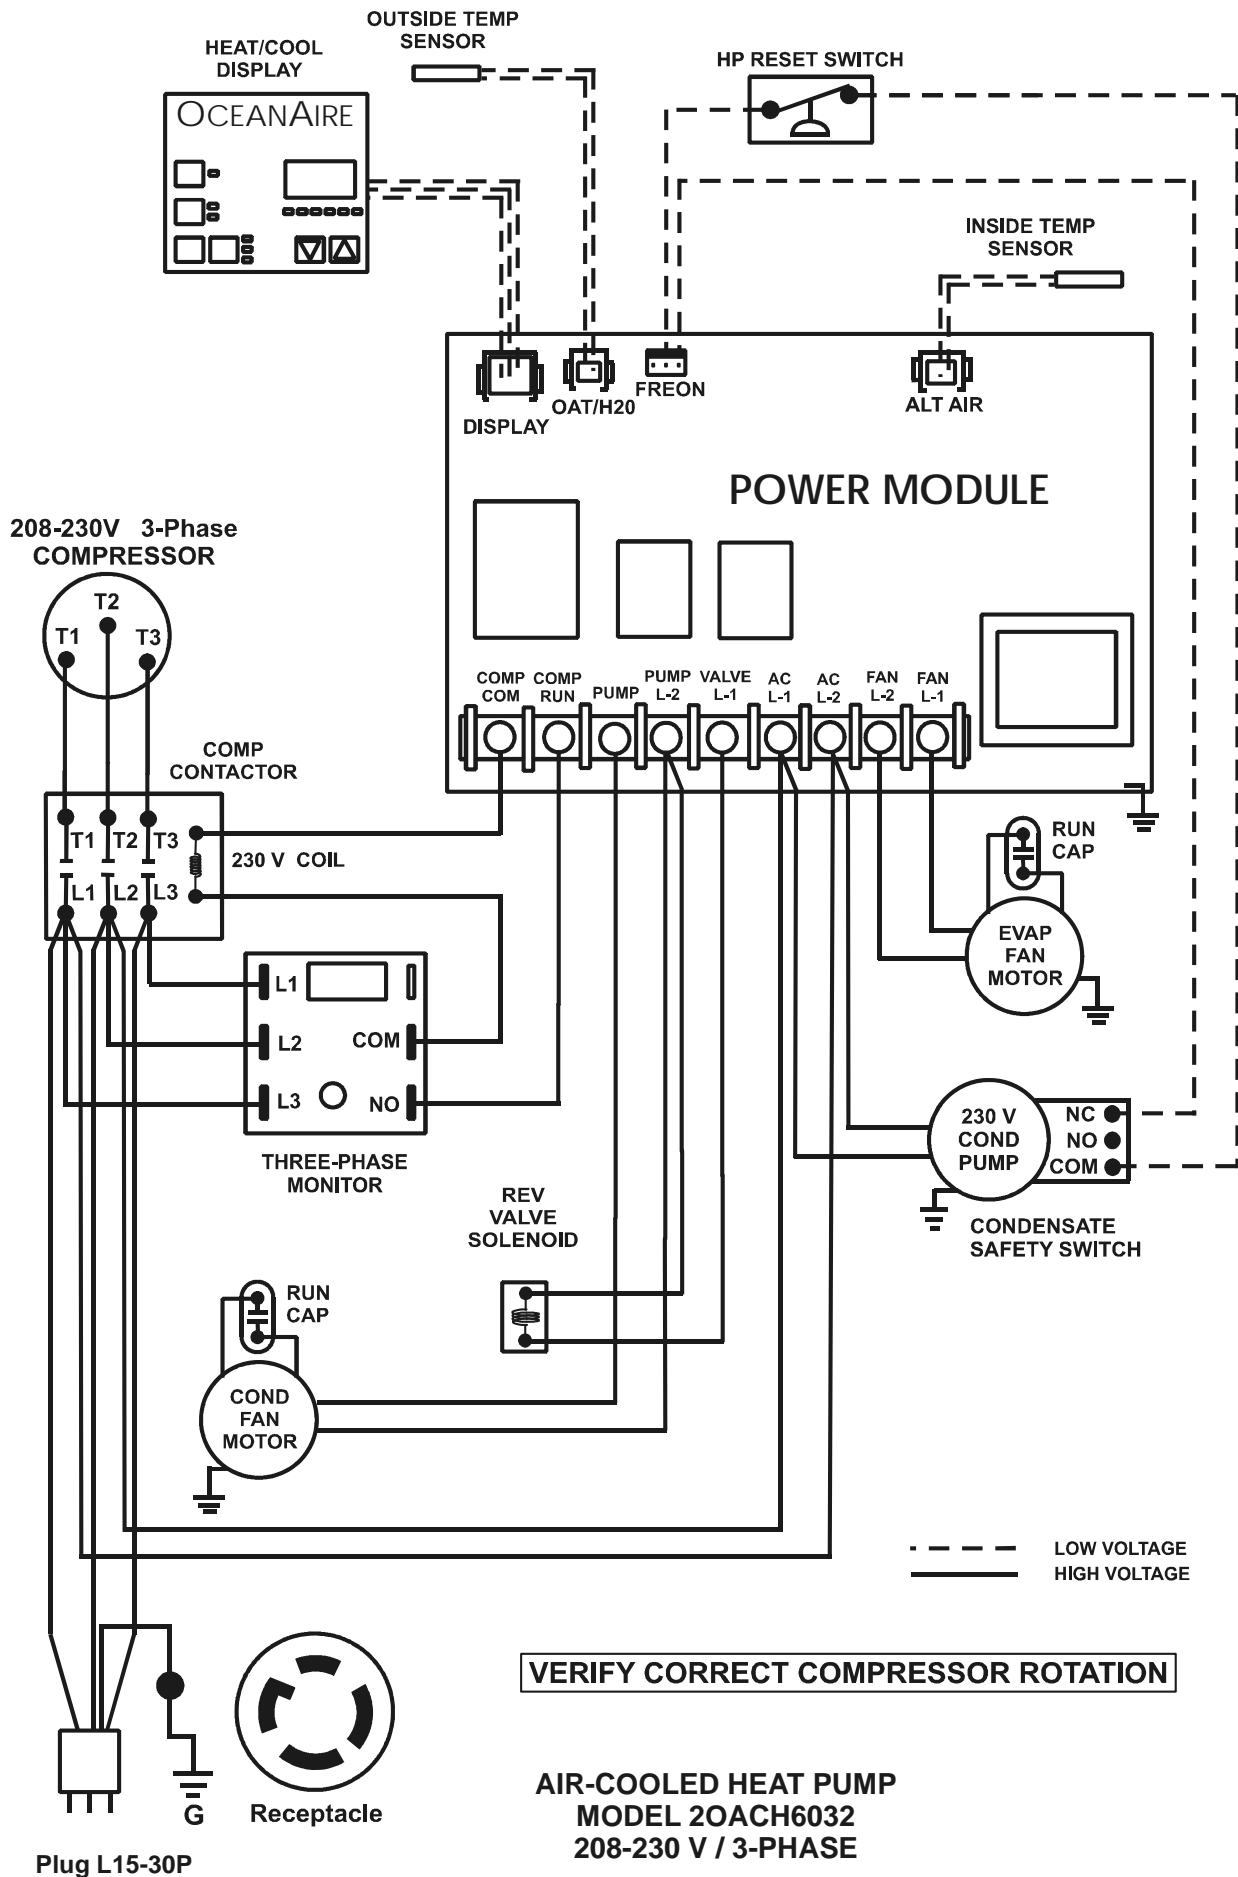 OUTSIDE TEMP
SENSOR
HEAT/COOL
DISPLAY
HP RESET SWITCH
OCEANAIRE
INSIDE TEMP
SENSOR
DISPLAY
OAT/H20
FREON
ALT AIR
POWER MODULE
208-230V 3-Phase
COMPRESSOR
T1
T2
T3
COMP
COM
COMP
RUN
PUMP
PUMP
L-2
VALVE
L-1
AC
L-1
AC
L-2
FAN
L-2
FAN
L-1
COMP
CONTACTOR
T1 T2 T3
230 V COIL
L1 L2 L3
RUN
CAP
EVAP
FAN
MOTOR
L1
L2
L3
COM
NO
THREE-PHASE
MONITOR
230 V
COND
PUMP
NC
NO
COM
CONDENSATE
SAFETY SWITCH
REV
VALVE
SOLENOID
RUN
CAP
COND
FAN
MOTOR
LOW VOLTAGE
HIGH VOLTAGE
VERIFY CORRECT COMPRESSOR ROTATION
G
Receptacle
Plug L15-30P
AIR-COOLED HEAT PUMP
MODEL 2OACH6032
208-230 V / 3-PHASE